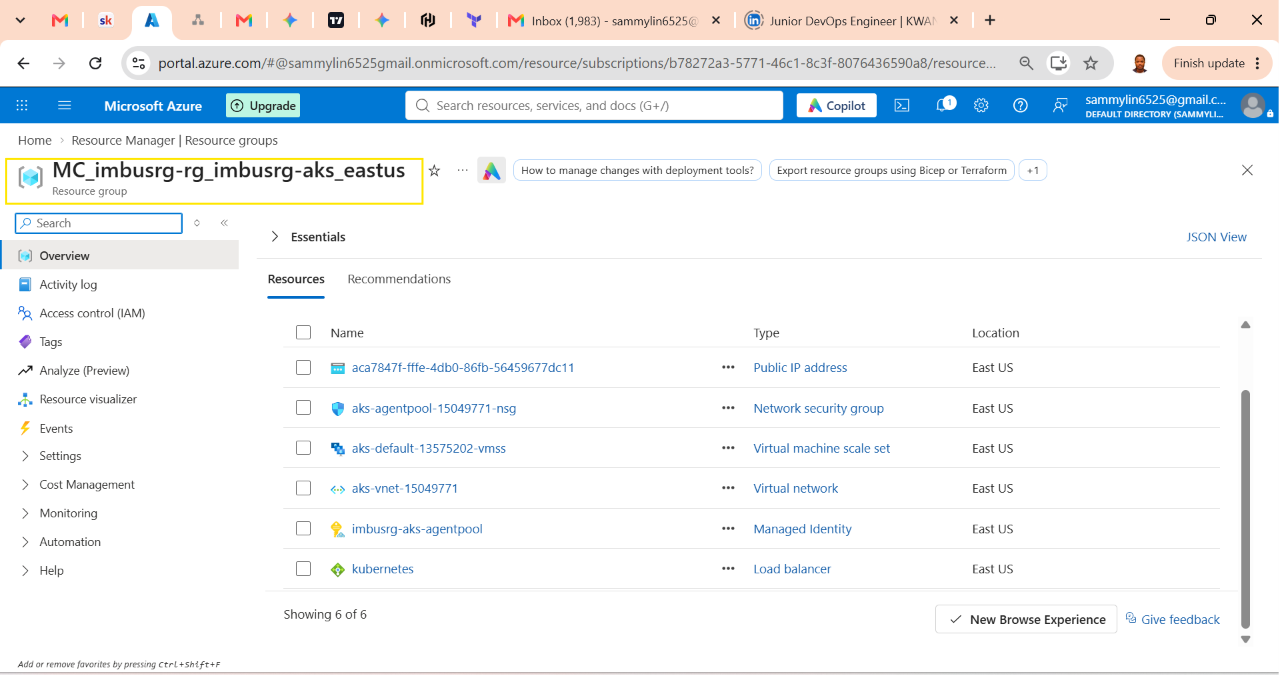 sk
Inbox (1,983) - sammylin6525@
Junior DevOps Engineer | KWAN
portal.azure.com/#@sammylin6525gmail.onmicrosoft.com/resource/subscriptions/b78272a3-5771-46c1-8c3f-8076436590a8/resource...
Finish update
Microsoft Azure
Upgrade
Search resources, services, and docs (G+/)
Copilot
1
sammylin6525@gmail.c...
DEFAULT DIRECTORY (SAMMYLI...
Home > Resource Manager | Resource groups
MC_imbusrg-rg_imbusrg-aks_eastus
Resource group
How to manage changes with deployment tools?
Export resource groups using Bicep or Terraform
+1
Search
Overview
Activity log
Access control (IAM)
Tags
Analyze (Preview)
Resource visualizer
Events
Settings
Cost Management
Monitoring
Automation
Help
Add or remove favorites by pressing Ctrl+Shift+F
Essentials
JSON View
Resources Recommendations
Name Type Location
aca7847f-fffe-4db0-86fb-56459677dc11 Public IP address East US
aks-agentpool-15049771-nsg Network security group East US
aks-default-13575202-vmss Virtual machine scale set East US
aks-vnet-15049771 Virtual network East US
imbusrg-aks-agentpool Managed Identity East US
kubernetes Load balancer East US
Showing 6 of 6
New Browse Experience
Give feedback